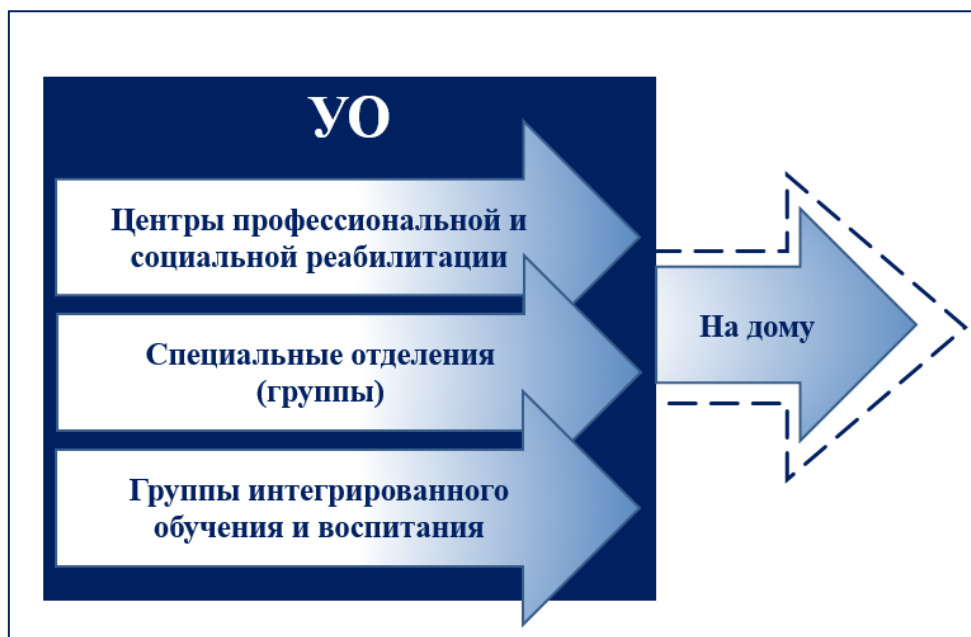 УО
Центры профессиональной и
социальной реабилитации
Специальные отделения
(группы)
Группы интегрированного
обучения и воспитания
На дому